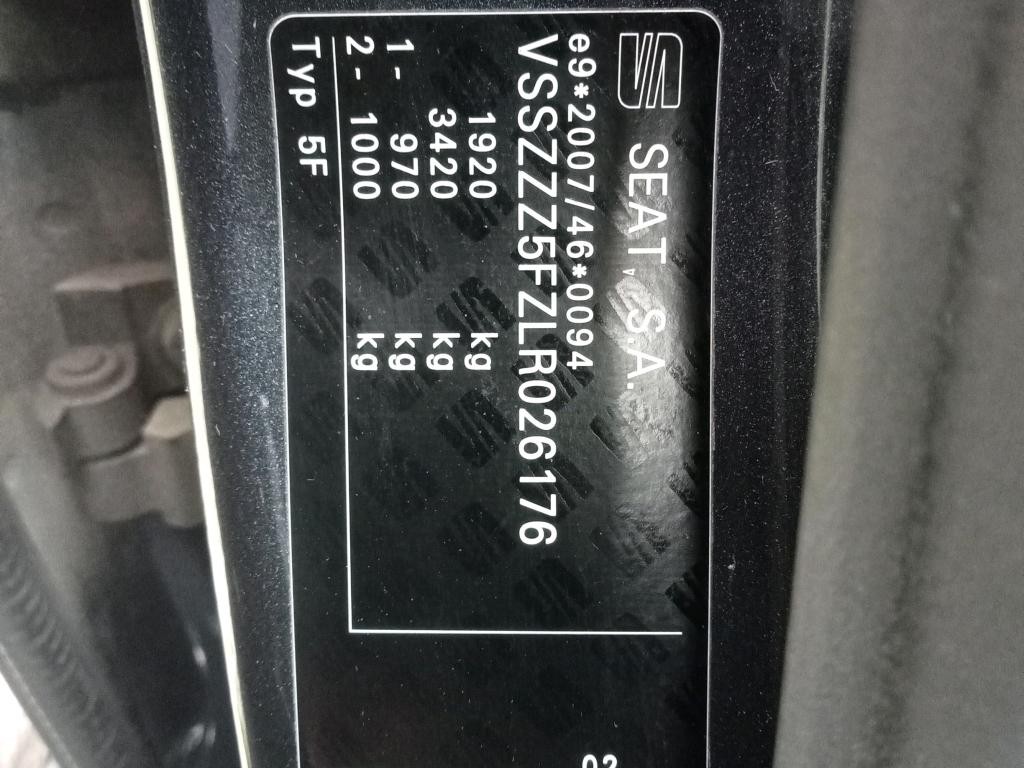 SEAT, S.A.
e9*2007/46*0094
VSSZZZ5FZLR026176
1920 kg
3420 kg
1- 970 kg
2- 1000 kg
Typ 5F